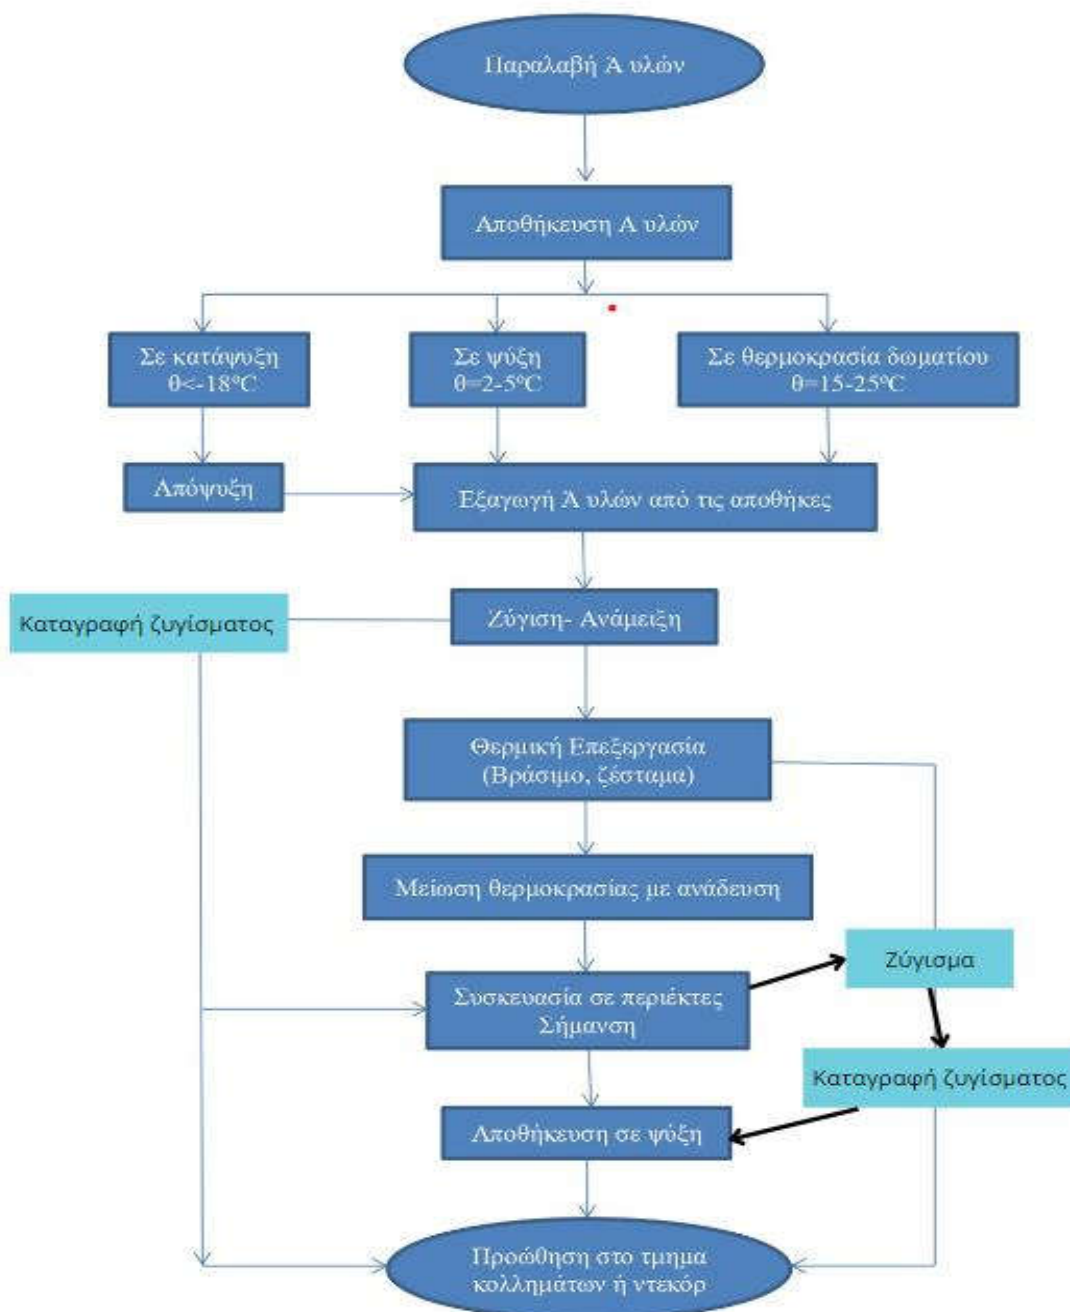 Παραλαβή Ά υλών
Αποθήκευση Α υλών
Σε κατάψυξη
θ<-18ºC
Σε ψύξη
θ=2-5ºC
Σε θερμοκρασία δωματίου
θ=15-25ºC
Απόψυξη
Εξαγωγή Ά υλών από τις αποθήκες
Καταγραφή ζυγίσματος
Ζύγιση- Ανάμειξη
Θερμική Επεξεργασία
(Βράσιμο, ζέσταμα)
Μείωση θερμοκρασίας με ανάδευση
Συσκευασία σε περιέκτες
Σήμανση
Ζύγισμα
Καταγραφή ζυγίσματος
Αποθήκευση σε ψύξη
Προώθηση στο τμημα
κολλημάτων ή ντεκόρ